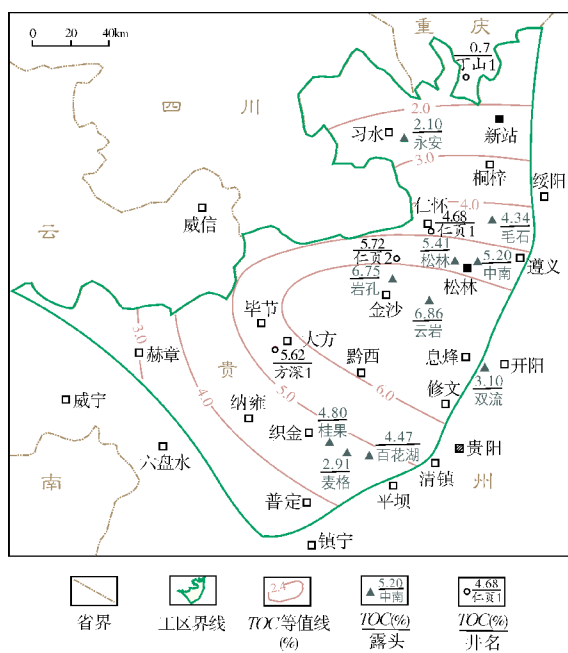 0 20 40km
重 庆
0.7
丁山1
四 川
2.0
习水
2.10
永安
新站
3.0
桐梓
绥阳
威信
云
4.0
仁怀
4.68
仁页1
4.34
毛石
5.72
仁页2
5.41
松林
5.20
中南
遵义
松林
6.75
岩孔
金沙
6.86
云岩
毕节
3.0
大方
赫章
5.62
方深1
黔西
息烽
开阳
贵
6.0
3.10
双流
5.0
4.0
威宁
纳雍
修文
4.80
桂果
织金
4.47
百花湖
贵阳
六盘水
2.91
麦格
清镇
南
州
普定
平坝
镇宁
2.4
5.20
中南
4.68
仁页1
省界
工区界线
TOC等值线
(%)
TOC(%)
露头
TOC(%)
井名